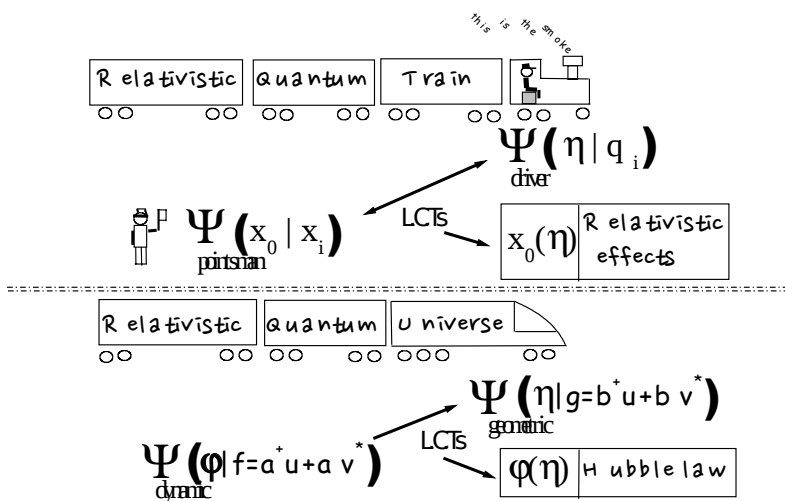 this is the smoke
Relativistic Quantum Train
Ψ(η | q_i)
driver
LCTs
Ψ(x_0 | x_i)
pointsman
x_0(η) Relativistic
effects
Relativistic Quantum Universe
Ψ(η|g=b⁺u+b v*)
geometric
LCTs
Ψ(φ|f=a⁺u+a v*)
dynamic
φ(η) Hubble law